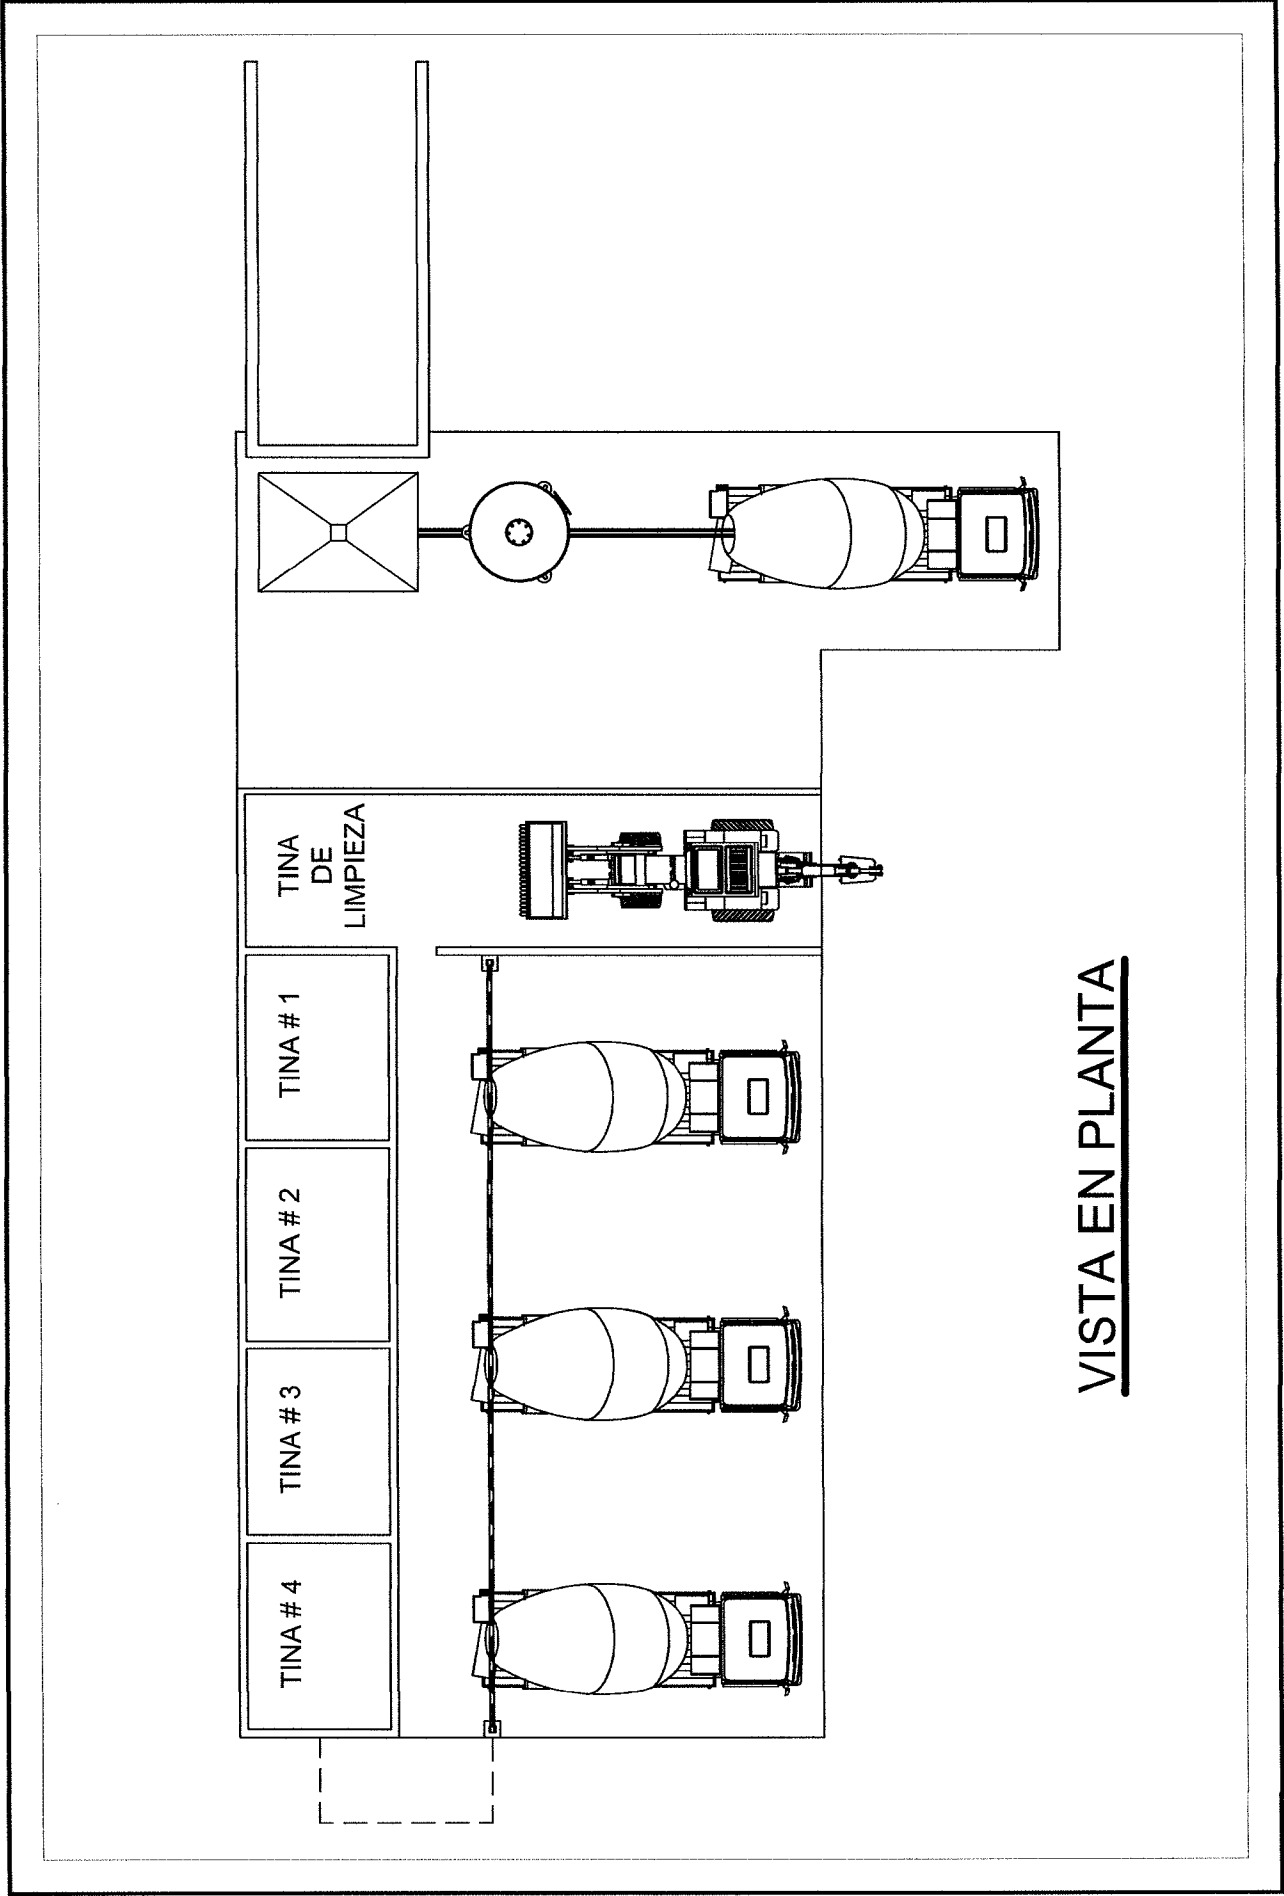 TINA # 4
TINA # 3
TINA # 2
TINA # 1
TINA
DE
LIMPIEZA
VISTA EN PLANTA